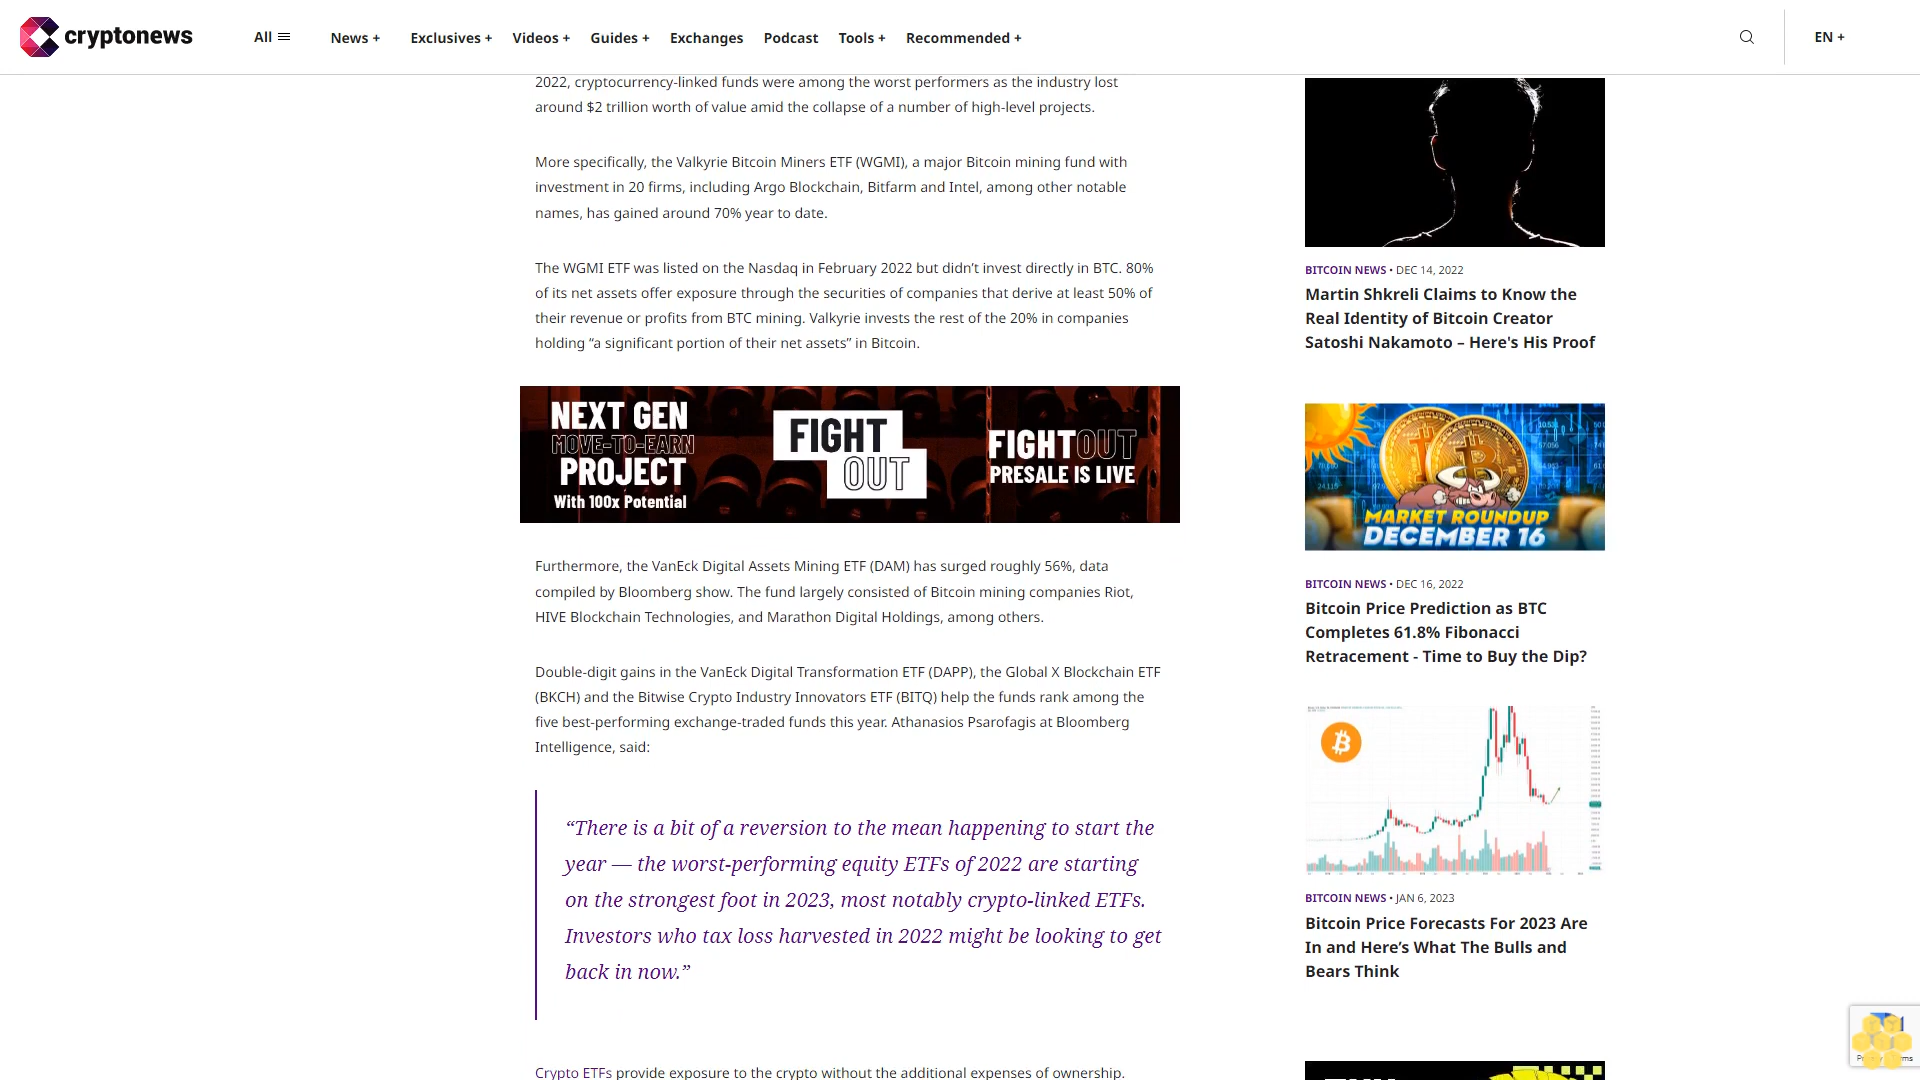 cryptonews
All
News +
Exclusives +
Videos +
Guides +
Exchanges
Podcast
Tools +
Recommended +
EN +
2022, cryptocurrency-linked funds were among the worst performers as the industry lost
around $2 trillion worth of value amid the collapse of a number of high-level projects.
More specifically, the Valkyrie Bitcoin Miners ETF (WGMI), a major Bitcoin mining fund with
investment in 20 firms, including Argo Blockchain, Bitfarm and Intel, among other notable
names, has gained around 70% year to date.
The WGMI ETF was listed on the Nasdaq in February 2022 but didn't invest directly in BTC. 80%
of its net assets offer exposure through the securities of companies that derive at least 50% of
their revenue or profits from BTC mining. Valkyrie invests the rest of the 20% in companies
holding “a significant portion of their net assets” in Bitcoin.
NEXT GEN
MOVE-TO-EARN
PROJECT
With 100x Potential
FIGHT
OUT
FIGHTOUT
PRESALE IS LIVE
Furthermore, the VanEck Digital Assets Mining ETF (DAM) has surged roughly 56%, data
compiled by Bloomberg show. The fund largely consisted of Bitcoin mining companies Riot,
HIVE Blockchain Technologies, and Marathon Digital Holdings, among others.
Double-digit gains in the VanEck Digital Transformation ETF (DAPP), the Global X Blockchain ETF
(BKCH) and the Bitwise Crypto Industry Innovators ETF (BITQ) help the funds rank among the
five best-performing exchange-traded funds this year. Athanasios Psarofagis at Bloomberg
Intelligence, said:
“There is a bit of a reversion to the mean happening to start the
year — the worst-performing equity ETFs of 2022 are starting
on the strongest foot in 2023, most notably crypto-linked ETFs.
Investors who tax loss harvested in 2022 might be looking to get
back in now.”
Crypto ETFs provide exposure to the crypto without the additional expenses of ownership.
BITCOIN NEWS • DEC 14, 2022
Martin Shkreli Claims to Know the
Real Identity of Bitcoin Creator
Satoshi Nakamoto – Here's His Proof
MARKET ROUNDUP
DECEMBER 16
BITCOIN NEWS • DEC 16, 2022
Bitcoin Price Prediction as BTC
Completes 61.8% Fibonacci
Retracement - Time to Buy the Dip?
BITCOIN NEWS • JAN 6, 2023
Bitcoin Price Forecasts For 2023 Are
In and Here’s What The Bulls and
Bears Think